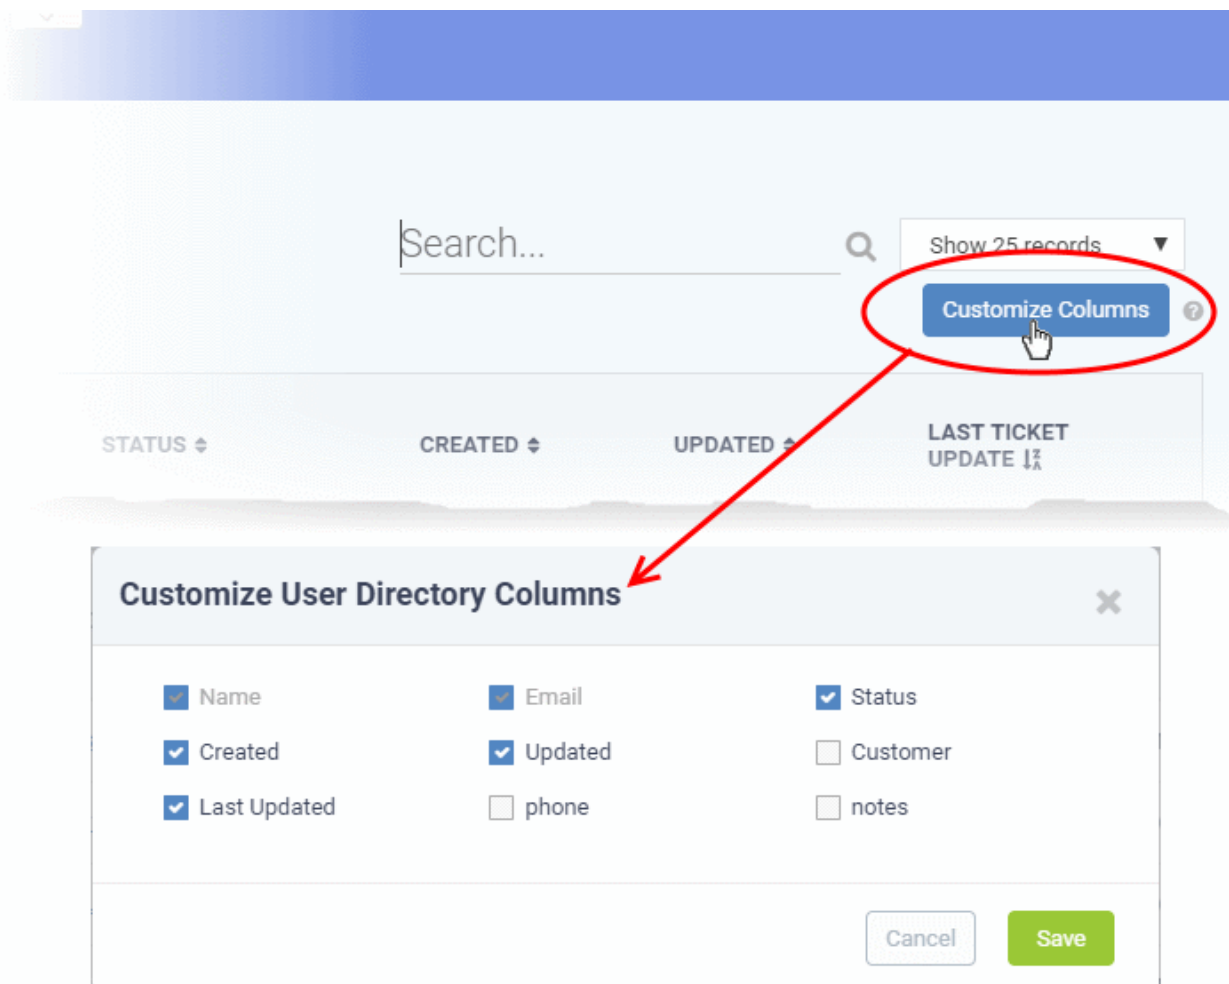 Search...
Show 25 records
Customize Columns
?
STATUS
CREATED
UPDATED
LAST TICKET
UPDATE
Customize User Directory Columns
Name
Email
Status
Created
Updated
Customer
Last Updated
phone
notes
Cancel
Save